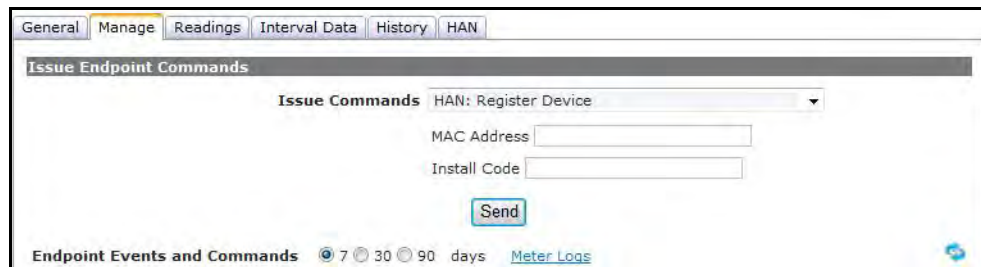 General Manage Readings Interval Data History HAN
Issue Endpoint Commands
Issue Commands HAN: Register Device
MAC Address
Install Code
Send
Endpoint Events and Commands 7 30 90 days Meter Logs